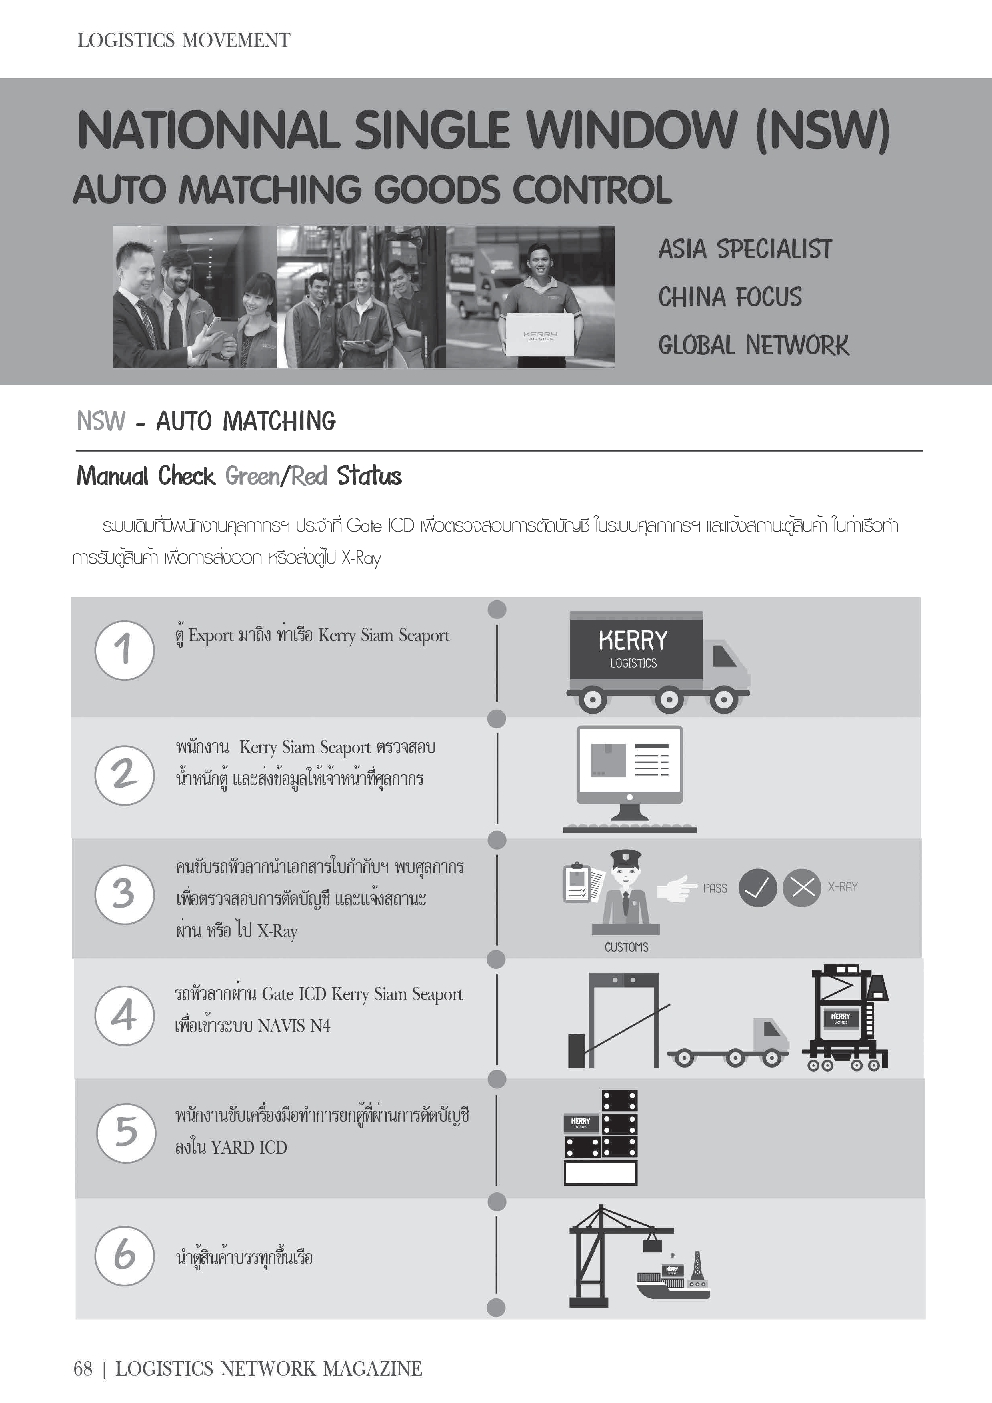 LOGISTICS MOVEMENT
NATIONNAL SINGLE WINDOW (NSW)
AUTO MATCHING GOODS CONTROL
KERRY
ASIA SPECIALIST
CHINA FOCUS
GLOBAL NETWORK
NSW - AUTO MATCHING
Manual Check Green/Red Status
ระบบเดิมที่มีพนักงานศุลกากรฯ ประจำที่ Gate ICD เพื่อตรวจสอบการตัดบัญชี ในระบบศุลกากรฯ และแจ้งสถานะตู้สินค้า ในท่าเรือทำ
การรับตู้สินค้า เพื่อการส่งออก หรือส่งตู้ไป X-Ray
1
ตู้ Export มาถึง ท่าเรือ Kerry Siam Seaport
KERRY
LOGISTICS
2
พนักงาน Kerry Siam Seaport ตรวจสอบ
น้ำหนักตู้ และส่งข้อมูลให้เจ้าหน้าที่ศุลกากร
3
คนขับรถหัวลากนำเอกสารใบกำกับฯ พบศุลกากร
เพื่อตรวจสอบการตัดบัญชี และแจ้งสถานะ
ผ่าน หรือ ไป X-Ray
PASS
X-RAY
CUSTOMS
4
รถหัวลากผ่าน Gate ICD Kerry Siam Seaport
เพื่อเข้าระบบ NAVIS N4
KERRY
5
พนักงานขับเครื่องมือทำการยกตู้ที่ผ่านการตัดบัญชี
ลงใน YARD ICD
KERRY
6
นำตู้สินค้าบรรทุกขึ้นเรือ
KERRY
68 | LOGISTICS NETWORK MAGAZINE